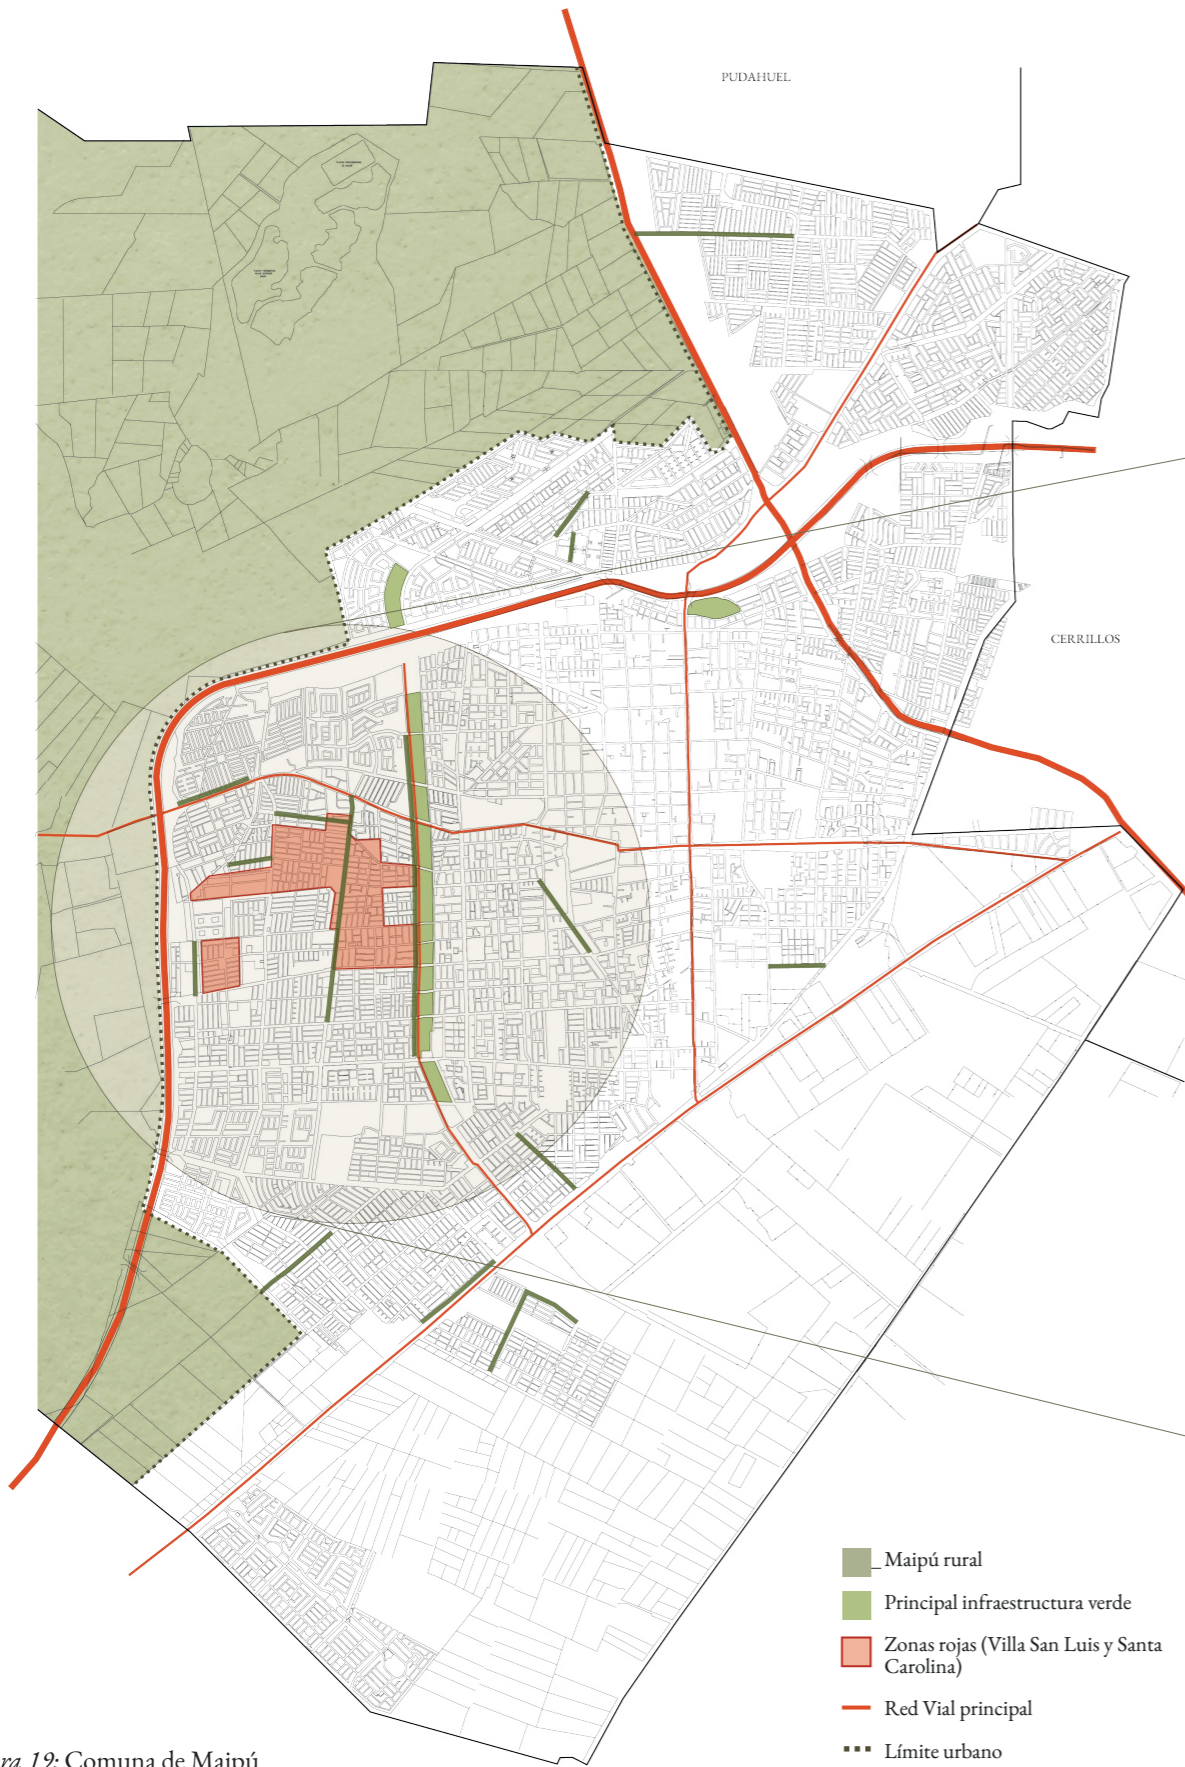 PUDAHUEL
CERRILLOS
Maipú rural
Principal infraestructura verde
Zonas rojas (Villa San Luis y Santa
Carolina)
Red Vial principal
Límite urbano
ra 19: Comuna de Maipú